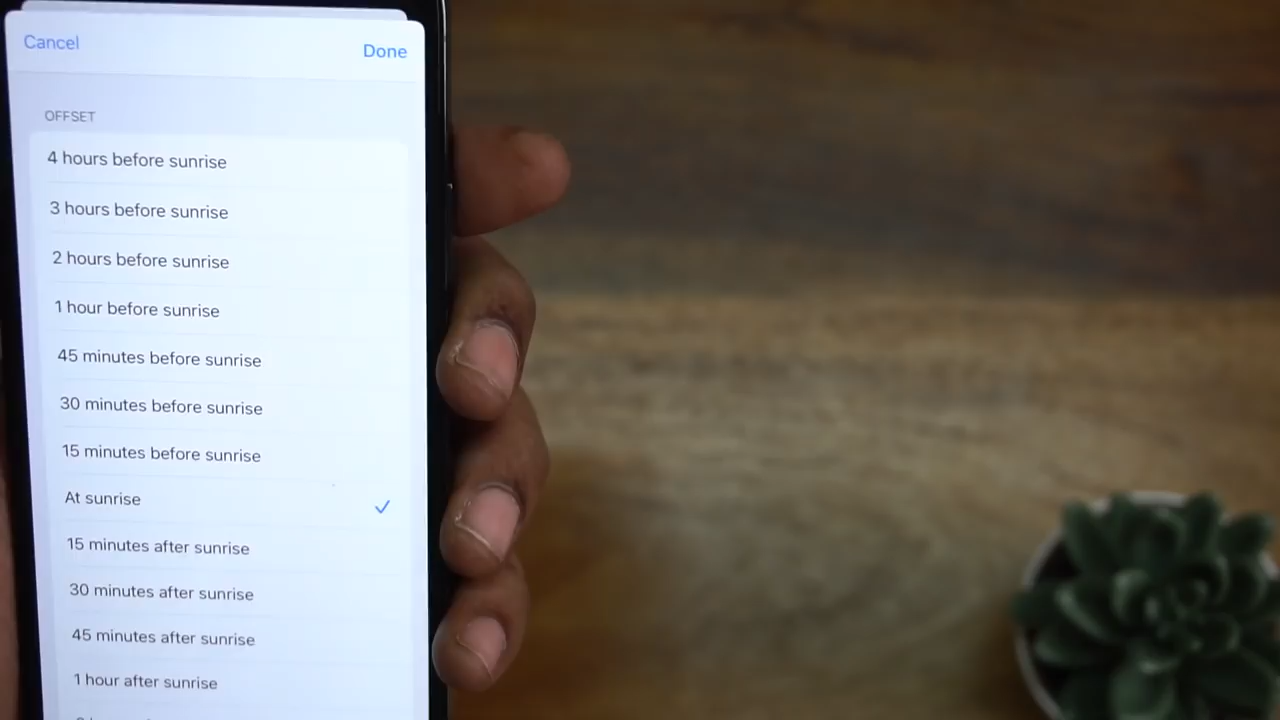 Cancel
Done
OFFSET
4 hours before sunrise
3 hours before sunrise
2 hours before sunrise
1 hour before sunrise
45 minutes before sunrise
30 minutes before sunrise
15 minutes before sunrise
At sunrise
15 minutes after sunrise
30 minutes after sunrise
45 minutes after sunrise
1 hour after sunrise